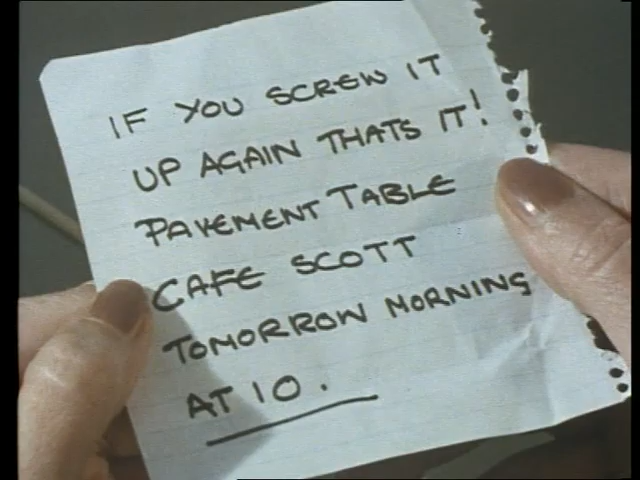 IF YOU SCREW IT
UP AGAIN THATS IT!
PAVEMENT TABLE
CAFE SCOTT
TOMORROW MORNING
AT 10.